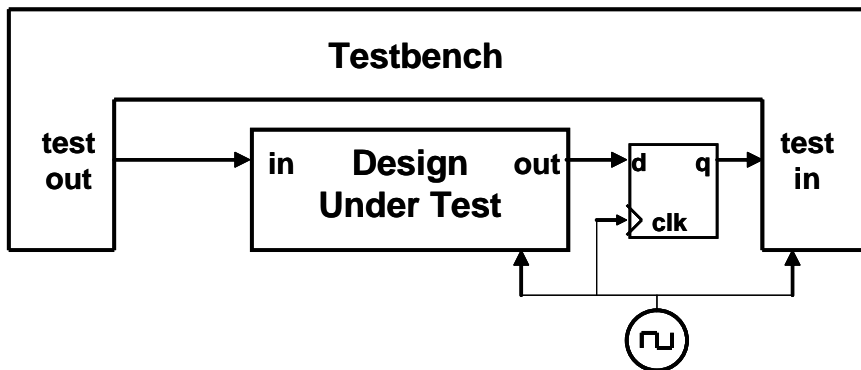 Testbench
test
out
in
Design
Under Test
out
d
q
clk
test
in